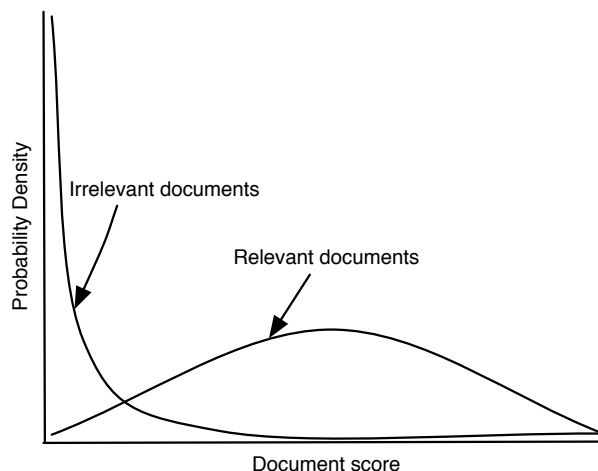 Probability Density
Irrelevant documents
Relevant documents
Document score